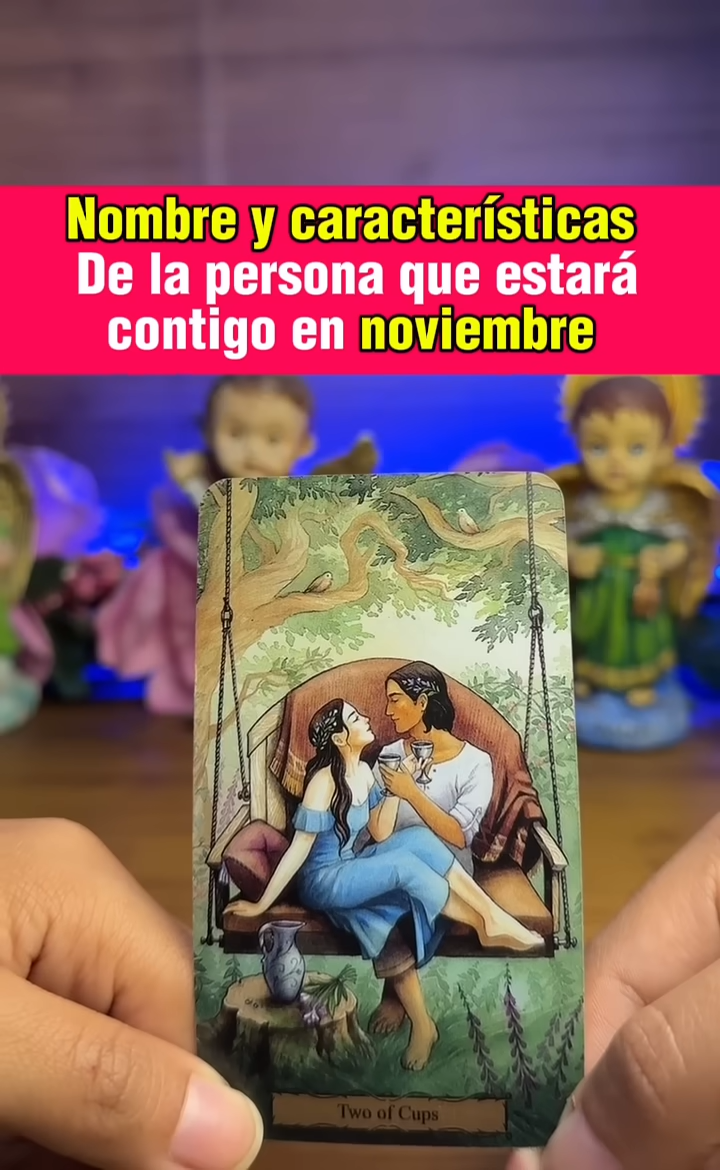 Nombre y características
De la persona que estará
contigo en noviembre
Two of Cups